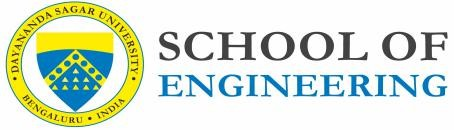 • DAYANANDA SAGAR UNIVERSITY •
BENGALURU • INDIA
SCHOOL OF
ENGINEERING